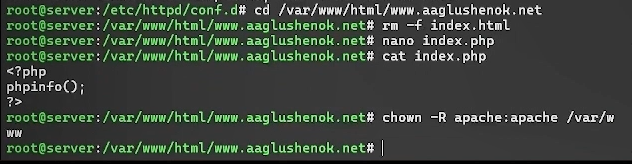 root@server:/etc/httpd/conf.d# cd /var/www/html/www.aaglushenok.net
root@server:/var/www/html/www.aaglushenok.net# rm -f index.html
root@server:/var/www/html/www.aaglushenok.net# nano index.php
root@server:/var/www/html/www.aaglushenok.net# cat index.php
<?php
phpinfo();
?>
root@server:/var/www/html/www.aaglushenok.net# chown -R apache:apache /var/w
ww
root@server:/var/www/html/www.aaglushenok.net#